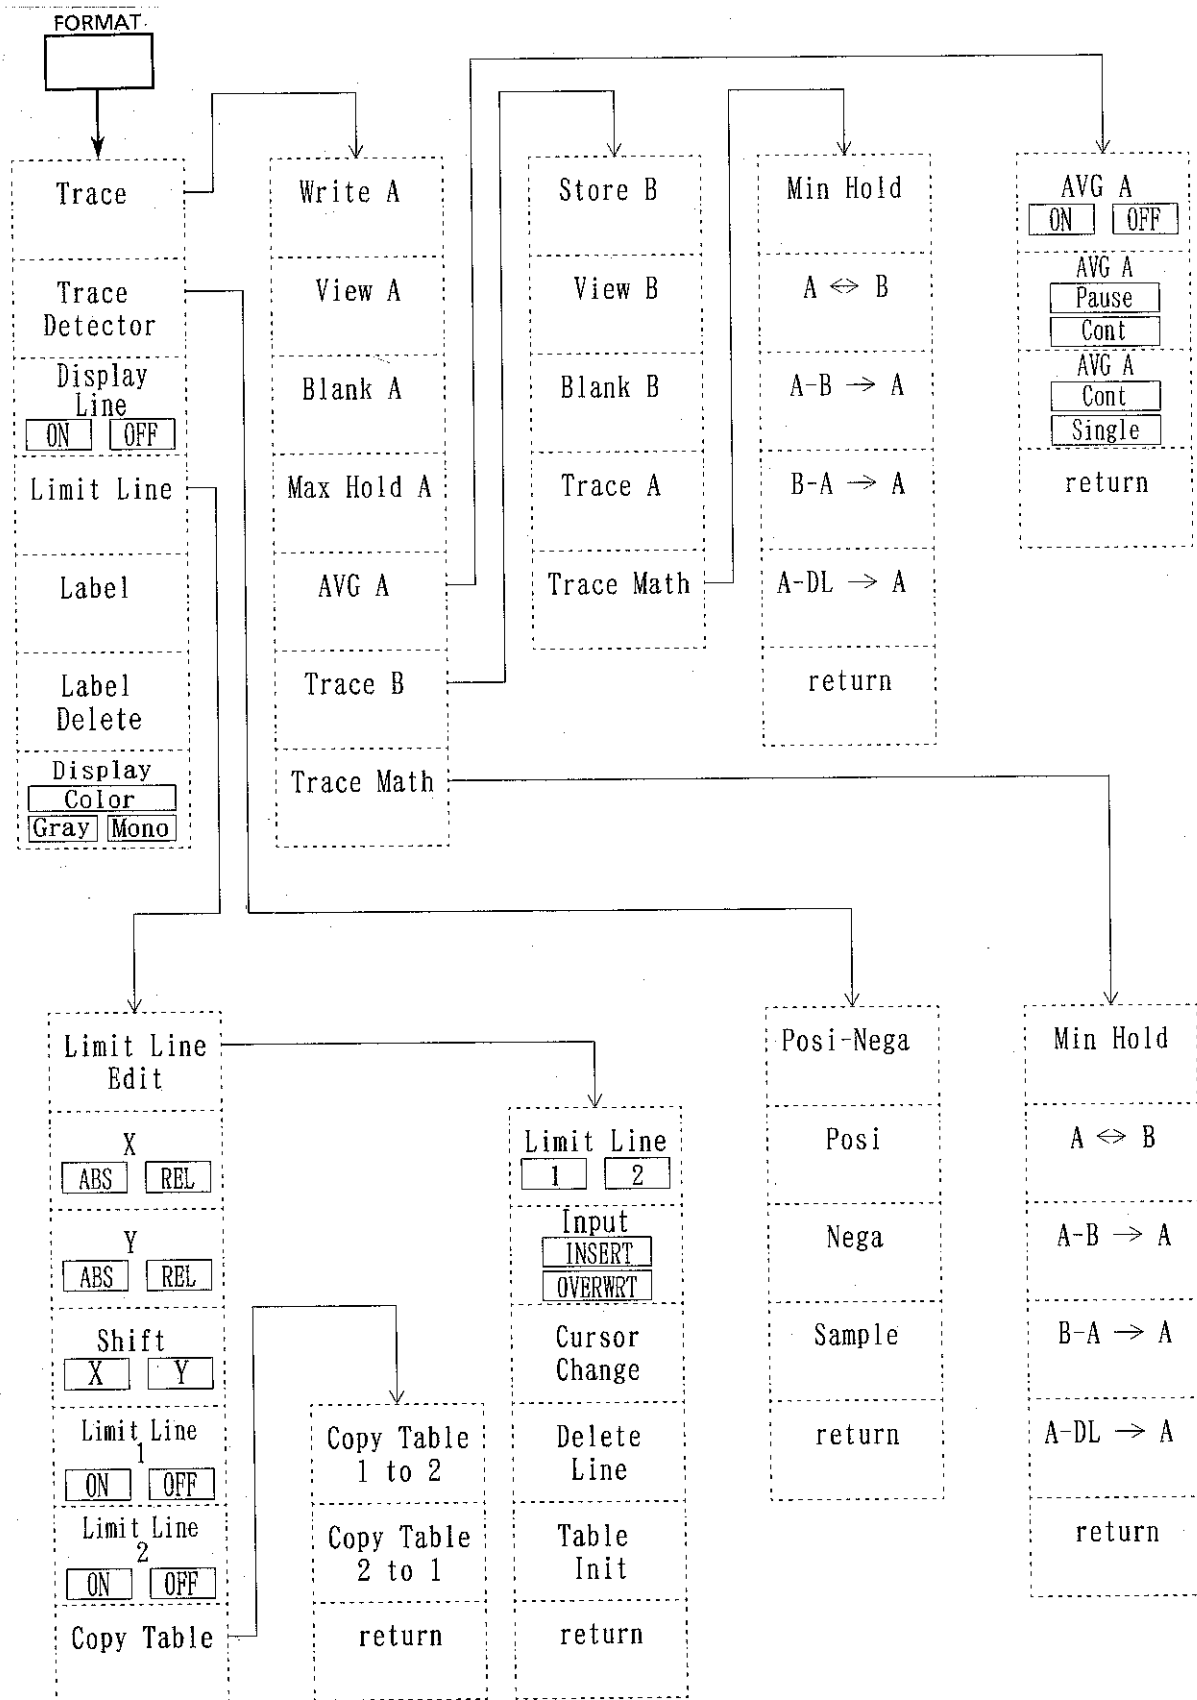 FORMAT
Trace
Trace
Detector
Display
Line
ON OFF
Limit Line
Label
Label
Delete
Display
Color
Gray Mono
Write A
View A
Blank A
Max Hold A
AVG A
Trace B
Trace Math
Store B
View B
Blank B
Trace A
Trace Math
Min Hold
A ⇔ B
A-B → A
B-A → A
A-DL → A
return
AVG A
ON OFF
AVG A
Pause
Cont
AVG A
Cont
Single
return
Limit Line
Edit
X
ABS REL
Y
ABS REL
Shift
X Y
Limit Line
1
ON OFF
Limit Line
2
ON OFF
Copy Table
Copy Table
1 to 2
Copy Table
2 to 1
return
Limit Line
1 2
Input
INSERT
OVERWRT
Cursor
Change
Delete
Line
Table
Init
return
Posi-Nega
Posi
Nega
Sample
return
Min Hold
A ⇔ B
A-B → A
B-A → A
A-DL → A
return